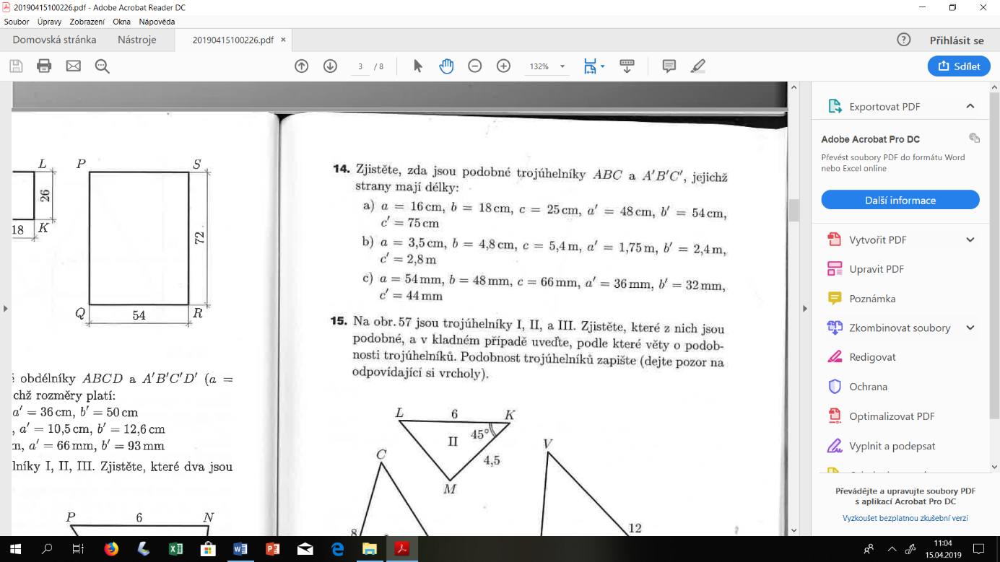 20190415100226.pdf - Adobe Acrobat Reader DC
Soubor Úpravy Zobrazení Okna Nápověda
Domovská stránka Nástroje 20190415100226.pdf × Přihlásit se
3 / 8 132% Sdílet
L P S
26
K
18
72
Q 54 R
é obdélníky ABCD a A′B′C′D′ (a =
chž rozměry platí:
a′ = 36 cm, b′ = 50 cm
, a′ = 10,5 cm, b′ = 12,6 cm
m, a′ = 66 mm, b′ = 93 mm
lníky I, II, III. Zjistěte, které dva jsou
P 6 N
14. Zjistěte, zda jsou podobné trojúhelníky ABC a A′B′C′, jejichž
strany mají délky:
a) a = 16 cm, b = 18 cm, c = 25 cm, a′ = 48 cm, b′ = 54 cm,
c′ = 75 cm
b) a = 3,5 cm, b = 4,8 cm, c = 5,4 m, a′ = 1,75 m, b′ = 2,4 m,
c′ = 2,8 m
c) a = 54 mm, b = 48 mm, c = 66 mm, a′ = 36 mm, b′ = 32 mm,
c′ = 44 mm
15. Na obr. 57 jsou trojúhelníky I, II, a III. Zjistěte, které z nich jsou
podobné, a v kladném případě uveďte, podle které věty o podob-
nosti trojúhelníků. Podobnost trojúhelníků zapište (dejte pozor na
odpovídající si vrcholy).
L 6 K
45°
II
4,5
M
C
V
8
12
Exportovat PDF
Adobe Acrobat Pro DC
Převést soubory PDF do formátu Word
nebo Excel online
Další informace
Vytvořit PDF
Upravit PDF
Poznámka
Zkombinovat soubory
Redigovat
Ochrana
Optimalizovat PDF
Vyplnit a podepsat
Převádějte a upravujte soubory PDF
s aplikací Acrobat Pro DC
Vyzkoušet bezplatnou zkušební verzi
11:04
15.04.2019